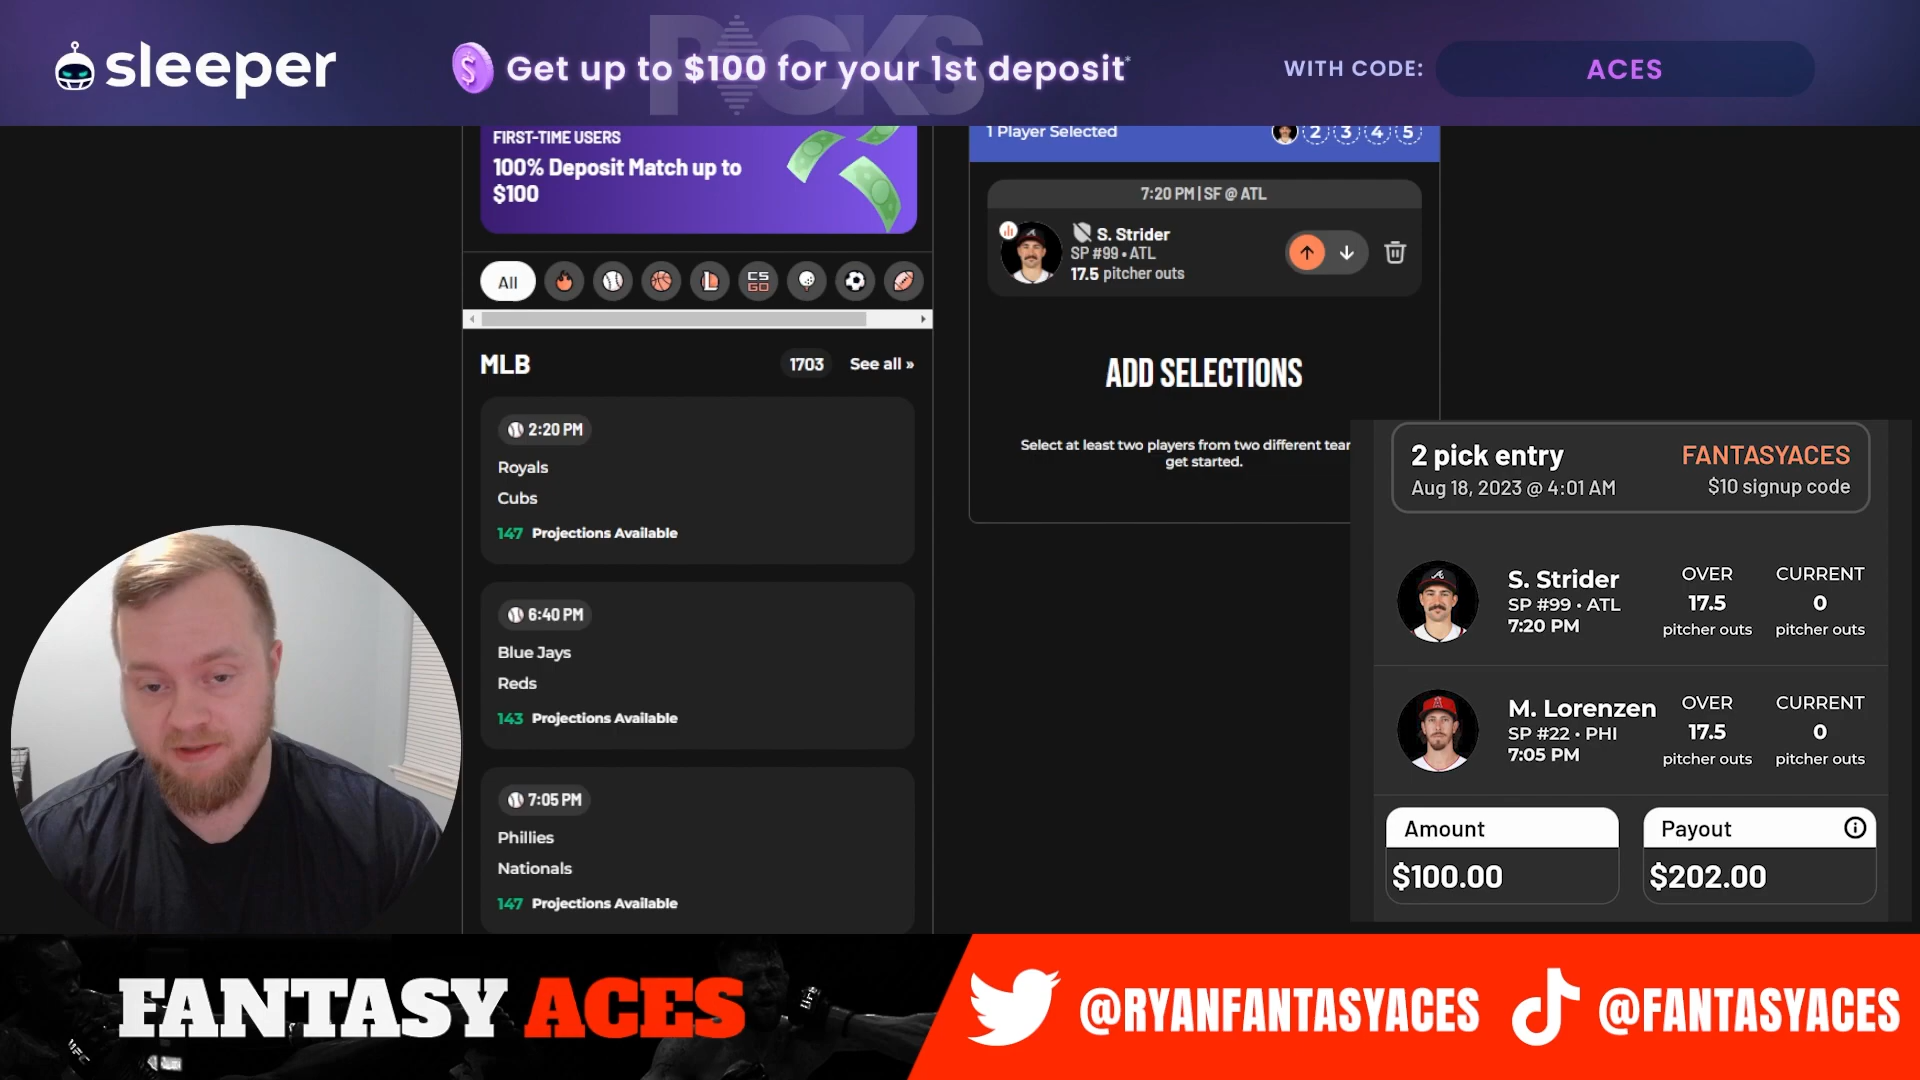 sleeper
PICKS
Get up to $100 for your 1st deposit*
WITH CODE:
ACES
FIRST-TIME USERS
100% Deposit Match up to
$100
All
CS
GO
MLB
1703
See all »
2:20 PM
Royals
Cubs
147 Projections Available
6:40 PM
Blue Jays
Reds
143 Projections Available
7:05 PM
Phillies
Nationals
147 Projections Available
1 Player Selected
2 3 4 5
7:20 PM | SF @ ATL
S. Strider
SP #99 • ATL
17.5 pitcher outs
ADD SELECTIONS
Select at least two players from two different tea
get started.
2 pick entry
FANTASYACES
Aug 18, 2023 @ 4:01 AM
$10 signup code
S. Strider
SP #99 • ATL
7:20 PM
OVER
17.5
pitcher outs
CURRENT
0
pitcher outs
M. Lorenzen
SP #22 • PHI
7:05 PM
OVER
17.5
pitcher outs
CURRENT
0
pitcher outs
Amount
$100.00
Payout
$202.00
FANTASY ACES
UFC
UFC
@RYANFANTASYACES
@FANTASYACES